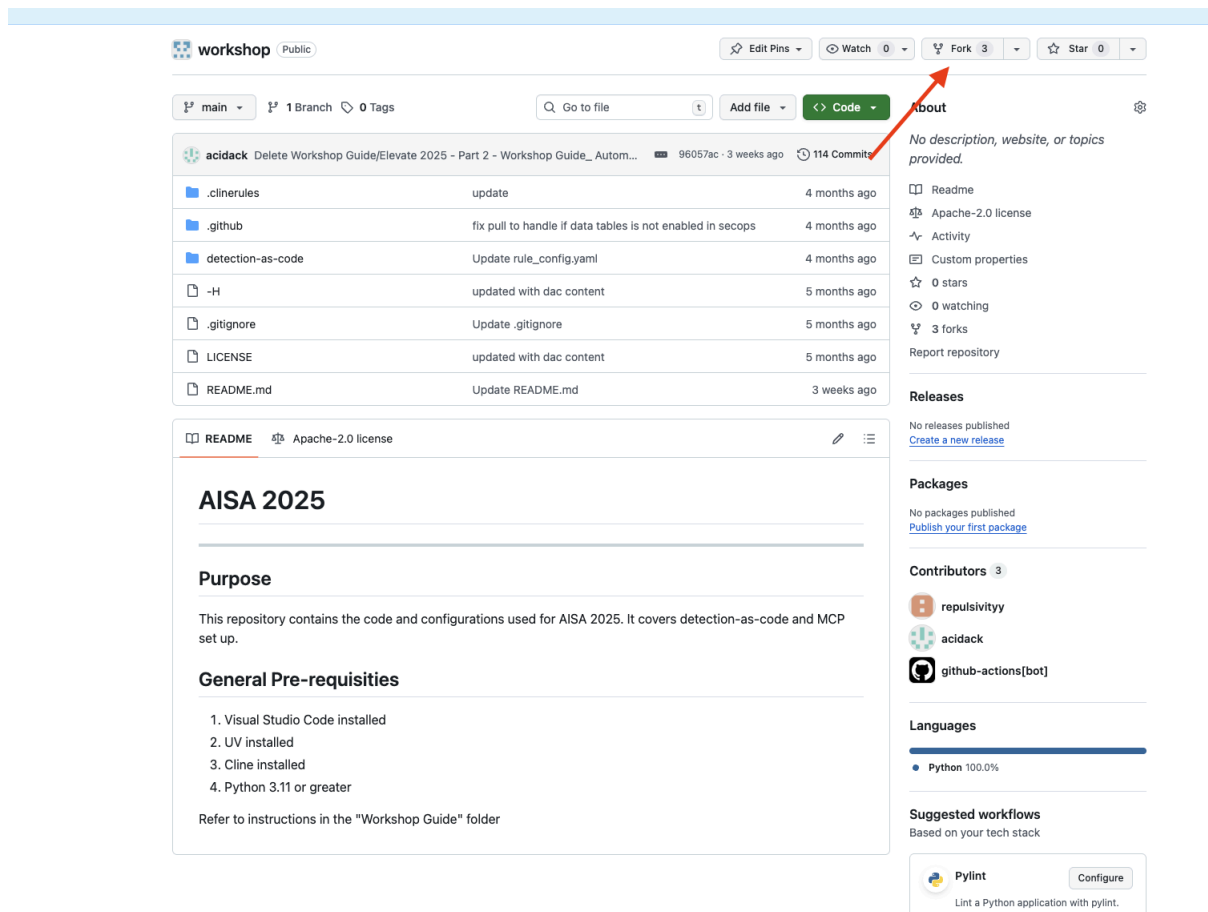 workshop Public
Edit Pins Watch 0 Fork 3 Star 0
main 1 Branch 0 Tags Go to file t Add file Code
acidack Delete Workshop Guide/Elevate 2025 - Part 2 - Workshop Guide_ Autom... 96057ac · 3 weeks ago 114 Commits
.clinerules update 4 months ago
.github fix pull to handle if data tables is not enabled in secops 4 months ago
detection-as-code Update rule_config.yaml 4 months ago
-H updated with dac content 5 months ago
.gitignore Update .gitignore 5 months ago
LICENSE updated with dac content 5 months ago
README.md Update README.md 3 weeks ago
README Apache-2.0 license
AISA 2025
Purpose
This repository contains the code and configurations used for AISA 2025. It covers detection-as-code and MCP
set up.
General Pre-requisities
1. Visual Studio Code installed
2. UV installed
3. Cline installed
4. Python 3.11 or greater
Refer to instructions in the "Workshop Guide" folder
About
No description, website, or topics
provided.
Readme
Apache-2.0 license
Activity
Custom properties
0 stars
0 watching
3 forks
Report repository
Releases
No releases published
Create a new release
Packages
No packages published
Publish your first package
Contributors 3
repulsivityy
acidack
github-actions[bot]
Languages
Python 100.0%
Suggested workflows
Based on your tech stack
Pylint Configure
Lint a Python application with pylint.